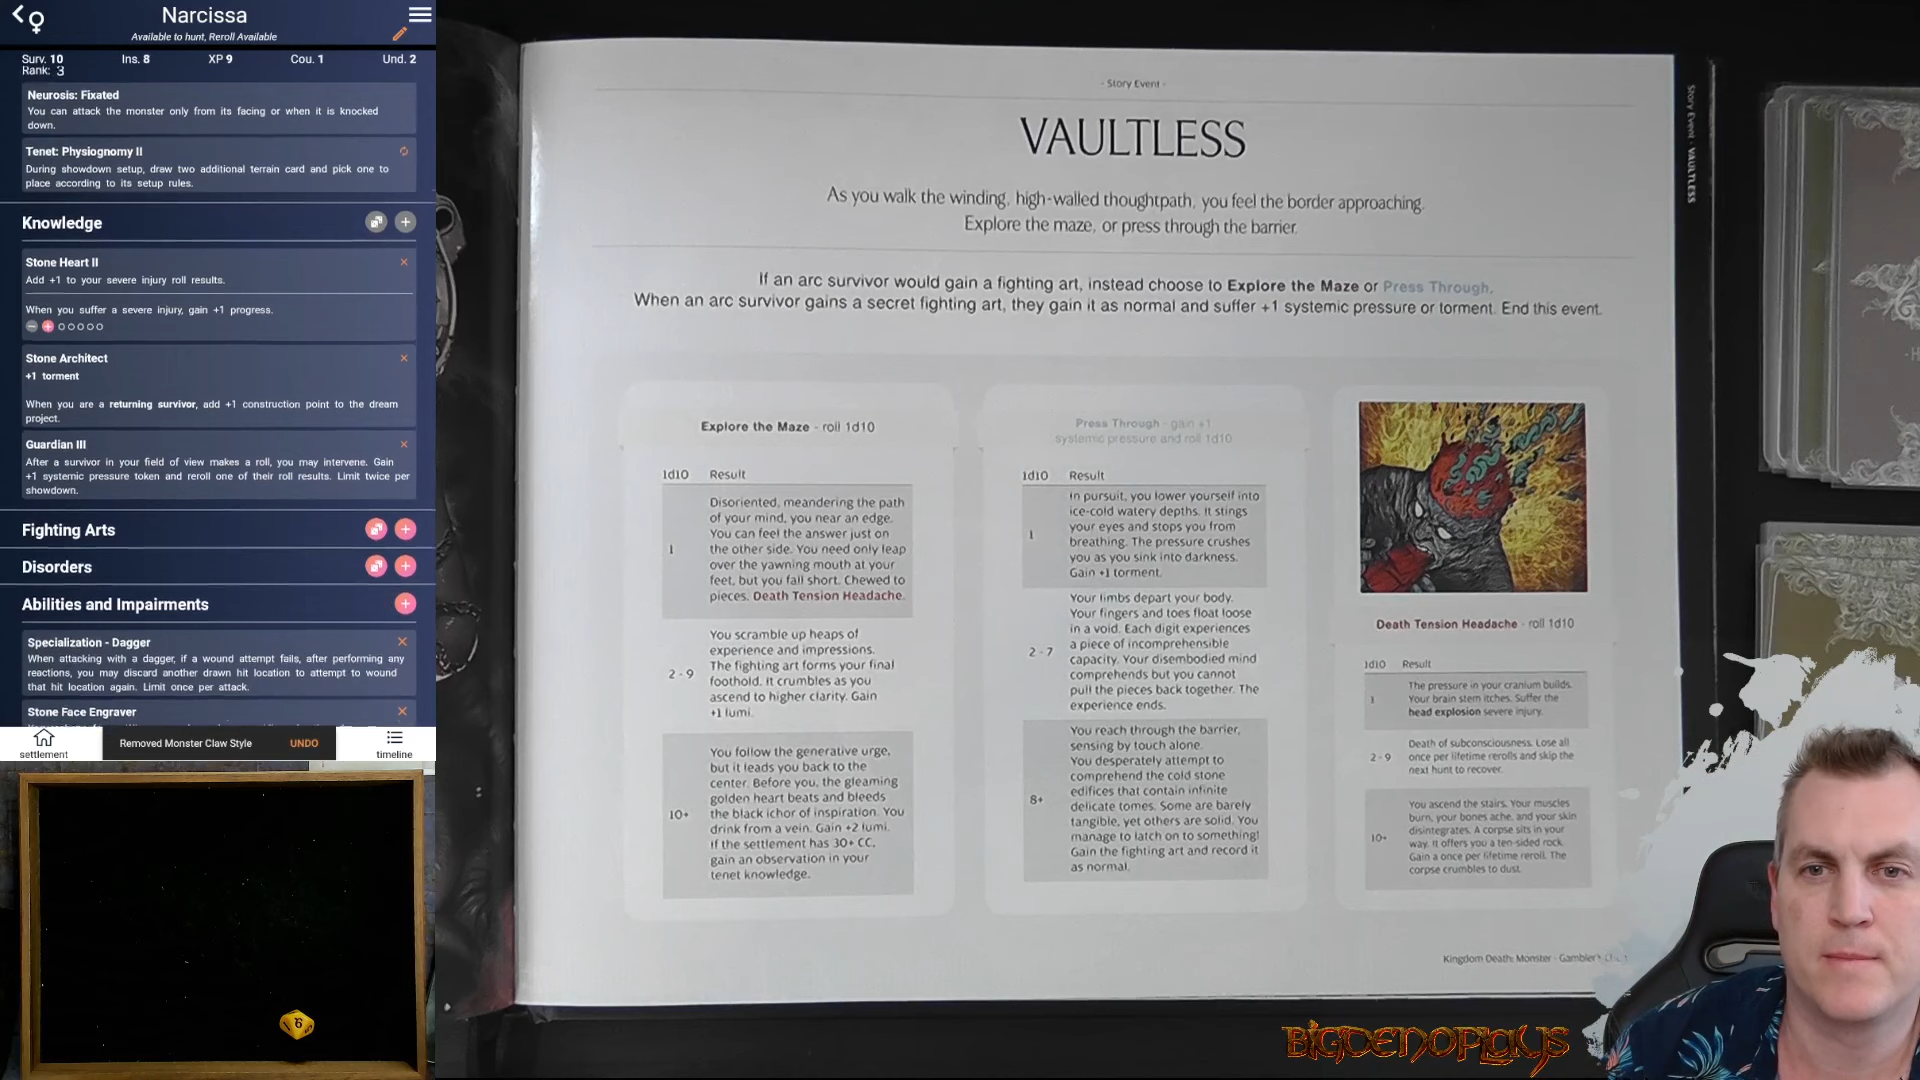 Narcissa
Available to hunt, Reroll Available
Surv. 10
Ins. 8
XP 9
Cou. 1
Und. 2
Rank: 3
Neurosis: Fixated
You can attack the monster only from its facing or when it is knocked
down.
Tenet: Physiognomy II
During showdown setup, draw two additional terrain card and pick one to
place according to its setup rules.
Knowledge
Stone Heart II
Add +1 to your severe injury roll results.
When you suffer a severe injury, gain +1 progress.
Stone Architect
+1 torment
When you are a returning survivor, add +1 construction point to the dream
project.
Guardian III
After a survivor in your field of view makes a roll, you may intervene. Gain
+1 systemic pressure token and reroll one of their roll results. Limit twice per
showdown.
Fighting Arts
Disorders
Abilities and Impairments
Specialization - Dagger
When attacking with a dagger, if a wound attempt fails, after performing any
reactions, you may discard another drawn hit location to attempt to wound
that hit location again. Limit once per attack.
Stone Face Engraver
settlement
Removed Monster Claw Style
UNDO
timeline
6
- Story Event -
VAULTLESS
As you walk the winding, high-walled thoughtpath, you feel the border approaching.
Explore the maze, or press through the barrier.
If an arc survivor would gain a fighting art, instead choose to Explore the Maze or Press Through.
When an arc survivor gains a secret fighting art, they gain it as normal and suffer +1 systemic pressure or torment. End this event.
Explore the Maze - roll 1d10
1d10 Result
1
Disoriented, meandering the path
of your mind, you near an edge.
You can feel the answer just on
the other side. You need only leap
over the yawning mouth at your
feet, but you fall short. Chewed to
pieces. Death Tension Headache.
2 - 9
You scramble up heaps of
experience and impressions.
The fighting art forms your final
foothold. It crumbles as you
ascend to higher clarity. Gain
+1 lumi.
10+
You follow the generative urge,
but it leads you back to the
center. Before you, the gleaming
golden heart beats and bleeds
the black ichor of inspiration. You
drink from a vein. Gain +2 lumi.
If the settlement has 30+ CC,
gain an observation in your
tenet knowledge.
Press Through - gain +1
systemic pressure and roll 1d10
1d10 Result
1
In pursuit, you lower yourself into
ice-cold watery depths. It stings
your eyes and stops you from
breathing. The pressure crushes
you as you sink into darkness.
Gain +1 torment.
2 - 7
Your limbs depart your body.
Your fingers and toes float loose
in a void. Each digit experiences
a piece of incomprehensible
capacity. Your disembodied mind
comprehends but you cannot
pull the pieces back together. The
experience ends.
8+
You reach through the barrier,
sensing by touch alone.
You desperately attempt to
comprehend the cold stone
edifices that contain infinite
delicate tomes. Some are barely
tangible, yet others are solid. You
manage to latch on to something!
Gain the fighting art and record it
as normal.
Death Tension Headache - roll 1d10
1d10 Result
1
The pressure in your cranium builds.
Your brain stem itches. Suffer the
head explosion severe injury.
2 - 9
Death of subconsciousness. Lose all
once per lifetime rerolls and skip the
next hunt to recover.
10+
You ascend the stairs. Your muscles
burn, your bones ache, and your skin
disintegrates. A corpse sits in your
way. It offers you a ten-sided rock.
Gain a once per lifetime reroll. The
corpse crumbles to dust.
Kingdom Death: Monster - Gambler's
Story Event - VAULTLESS
BIGDENOPLAYS